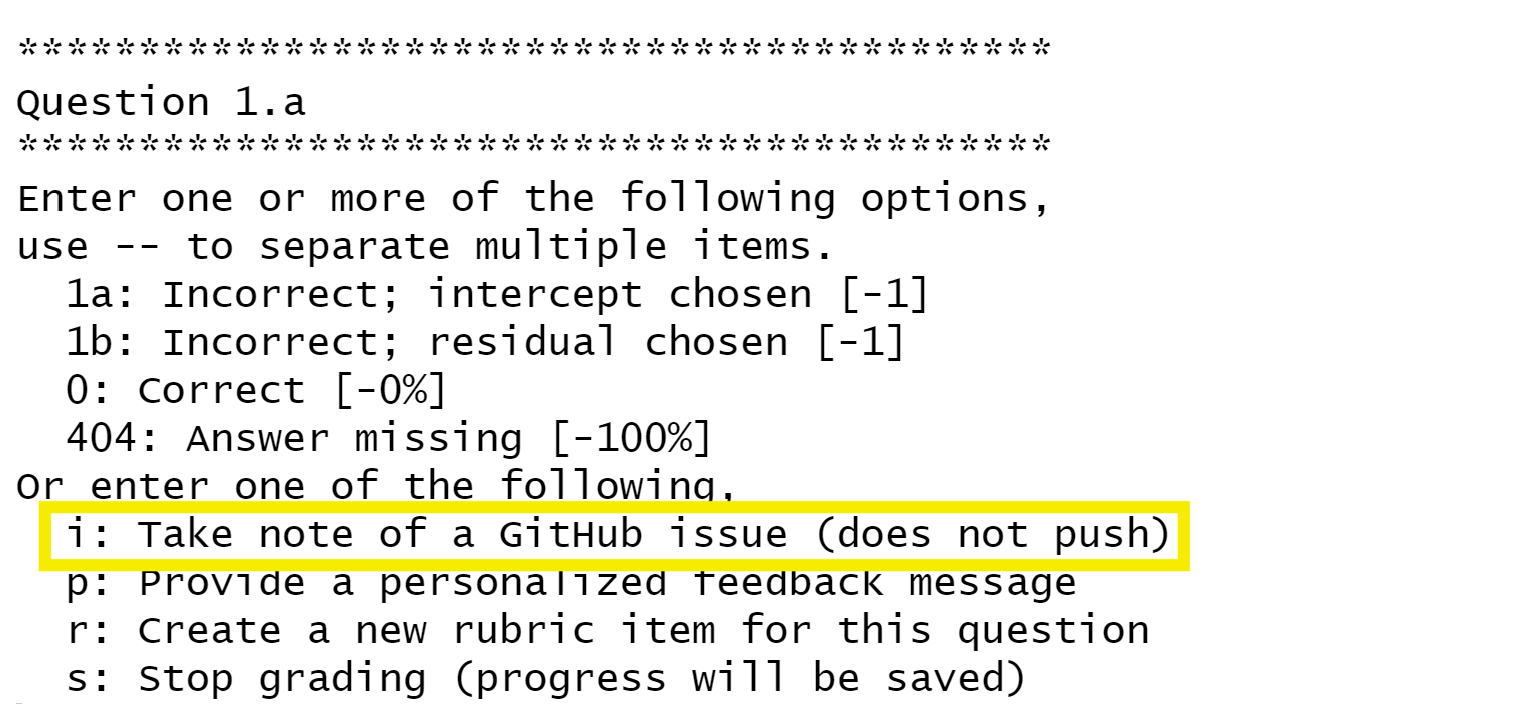 *******************************************
Question 1.a
*******************************************
Enter one or more of the following options,
use -- to separate multiple items.
1a: Incorrect; intercept chosen [-1]
1b: Incorrect; residual chosen [-1]
0: Correct [-0%]
404: Answer missing [-100%]
Or enter one of the following,
i: Take note of a GitHub issue (does not push)
p: Provide a personalized feedback message
r: Create a new rubric item for this question
s: Stop grading (progress will be saved)